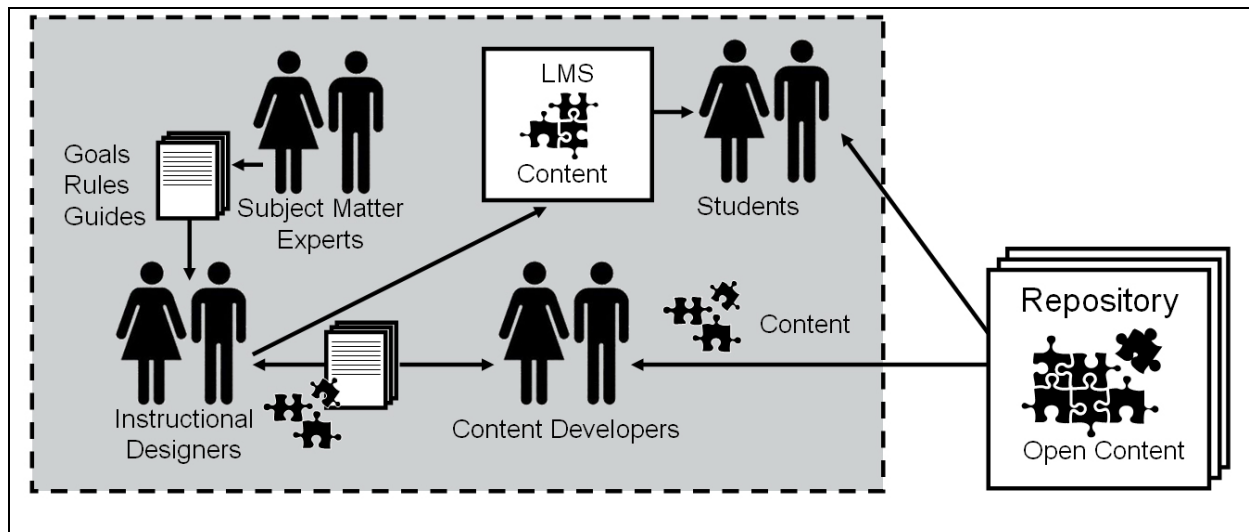 Goals
Rules
Guides
Subject Matter
Experts
LMS
Content
Students
Instructional
Designers
Content Developers
Content
Repository
Open Content